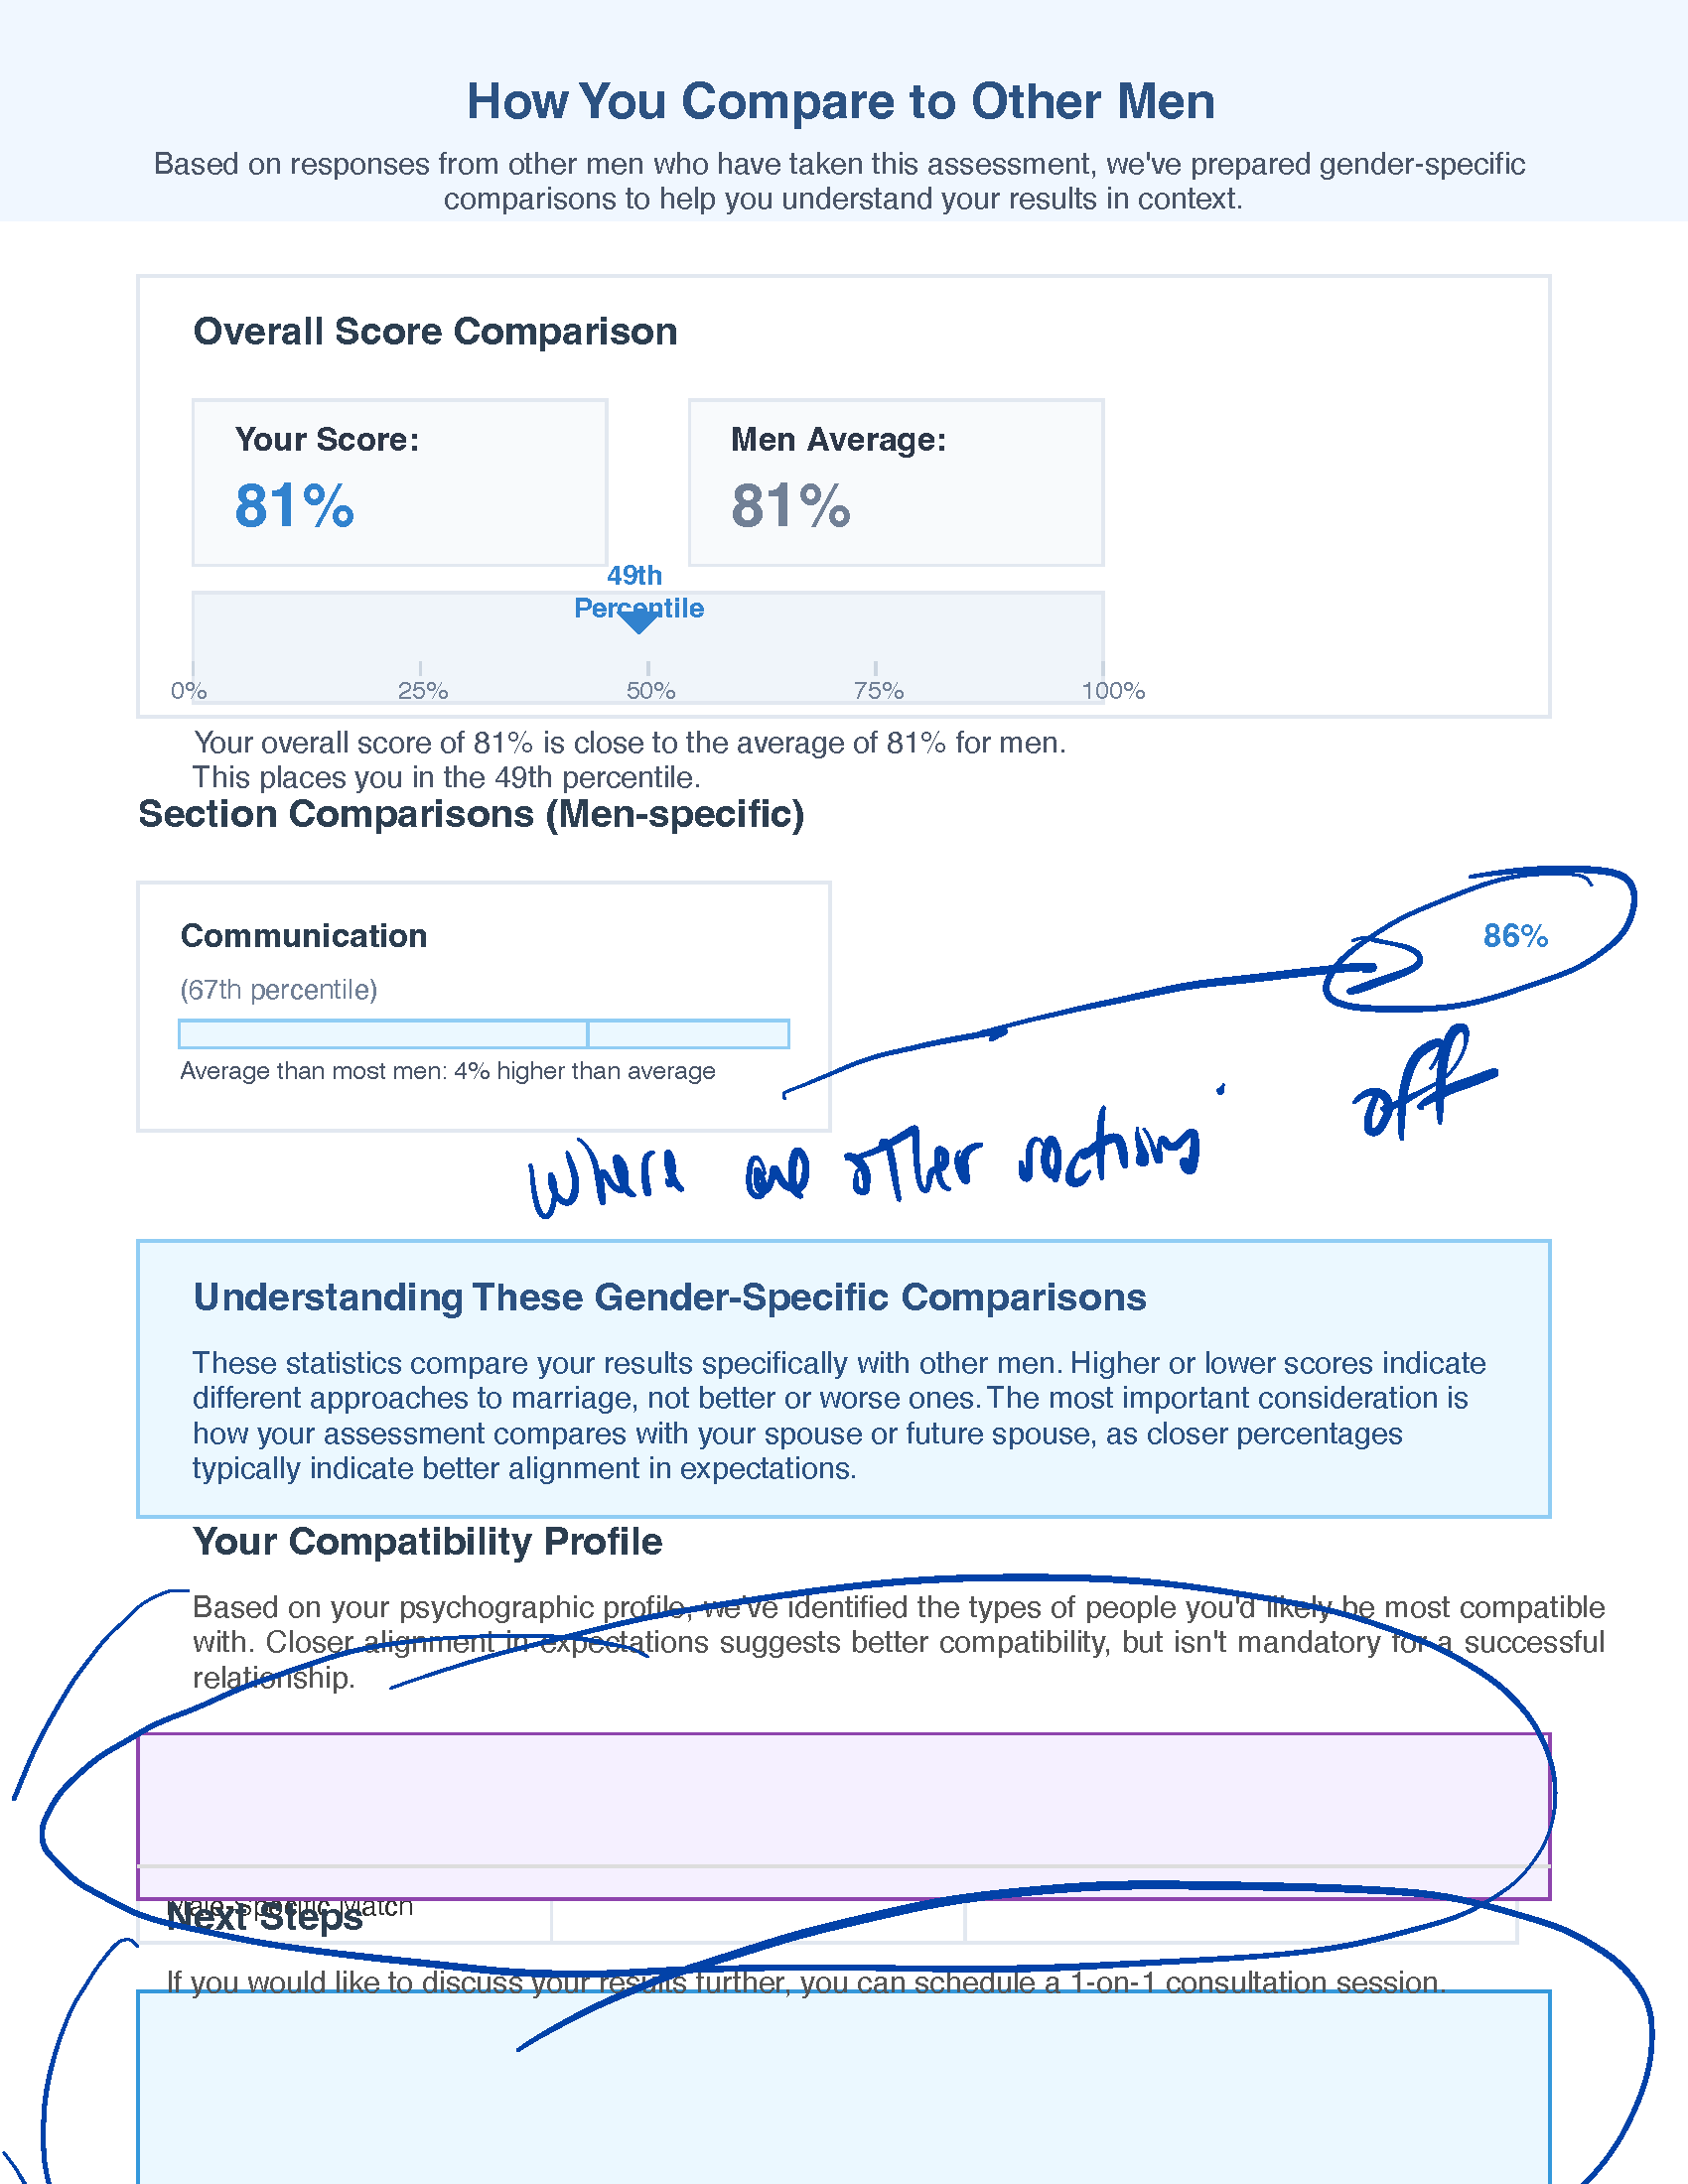 How You Compare to Other Men
Based on responses from other men who have taken this assessment, we've prepared gender-specific
comparisons to help you understand your results in context.
Overall Score Comparison
Your Score:
81%
Men Average:
81%
49th
Percentile
0% 25% 50% 75% 100%
Your overall score of 81% is close to the average of 81% for men.
This places you in the 49th percentile.
Section Comparisons (Men-specific)
Communication
86%
(67th percentile)
Average than most men: 4% higher than average
off
Where are other sections
Understanding These Gender-Specific Comparisons
These statistics compare your results specifically with other men. Higher or lower scores indicate
different approaches to marriage, not better or worse ones. The most important consideration is
how your assessment compares with your spouse or future spouse, as closer percentages
typically indicate better alignment in expectations.
Your Compatibility Profile
Based on your psychographic profile, we've identified the types of people you'd likely be most compatible
with. Closer alignment in expectations suggests better compatibility, but isn't mandatory for a successful
relationship.
Male-Specific Match
Next Steps
If you would like to discuss your results further, you can schedule a 1-on-1 consultation session.